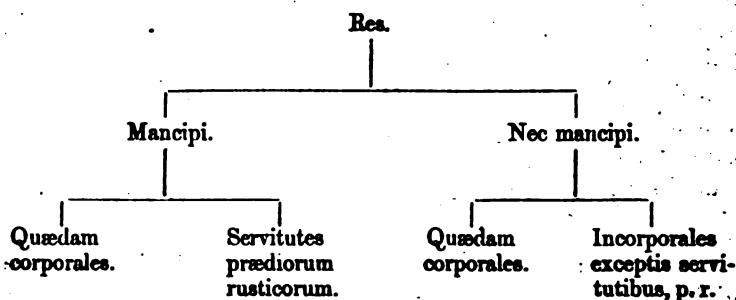 Res.
Mancipi.
Nec mancipi.
Quædam
corporales.
Servitutes
prædiorum
rusticorum.
Quædam
corporales.
Incorporales
exceptis servi-
tutibus, p. r.